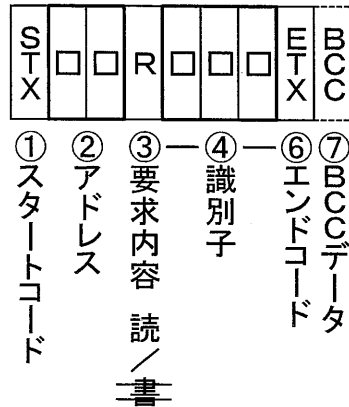 STX □ □ R □ □ □ ETX BCC
① ② ③ ― ④ ― ⑥ ⑦
スタートコード
アドレス
要求内容 読/書
識別子
エンドコード
BCCデータ